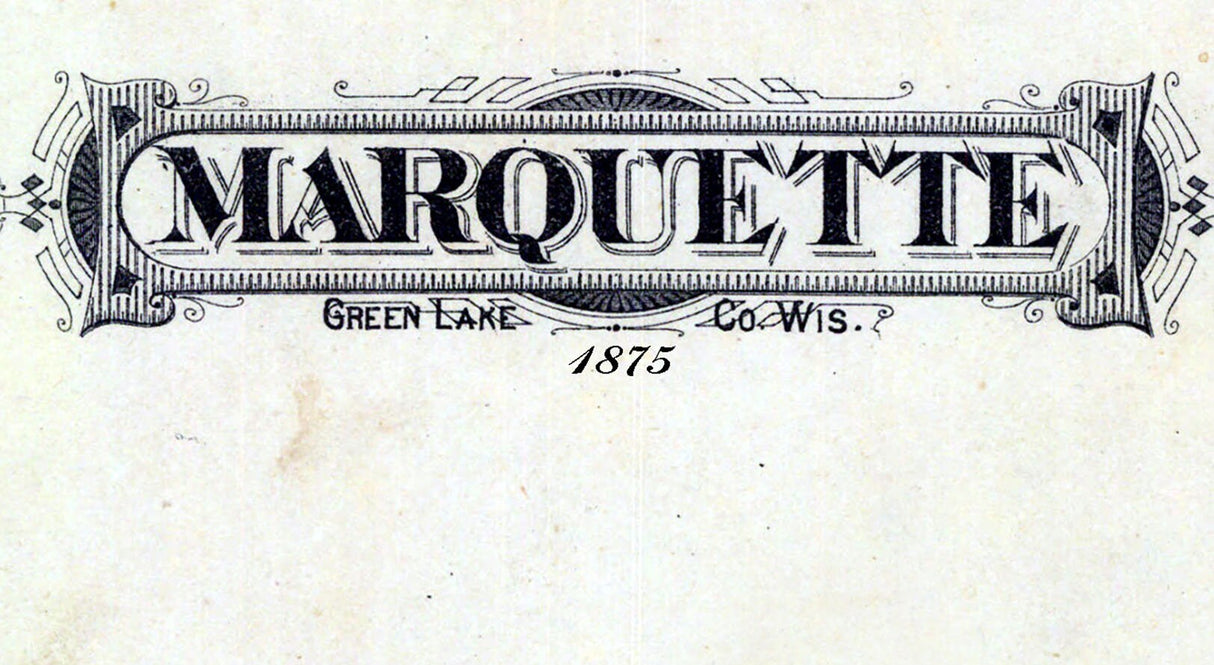 MARQUETTE
GREEN LAKE CO. WIS.
1875